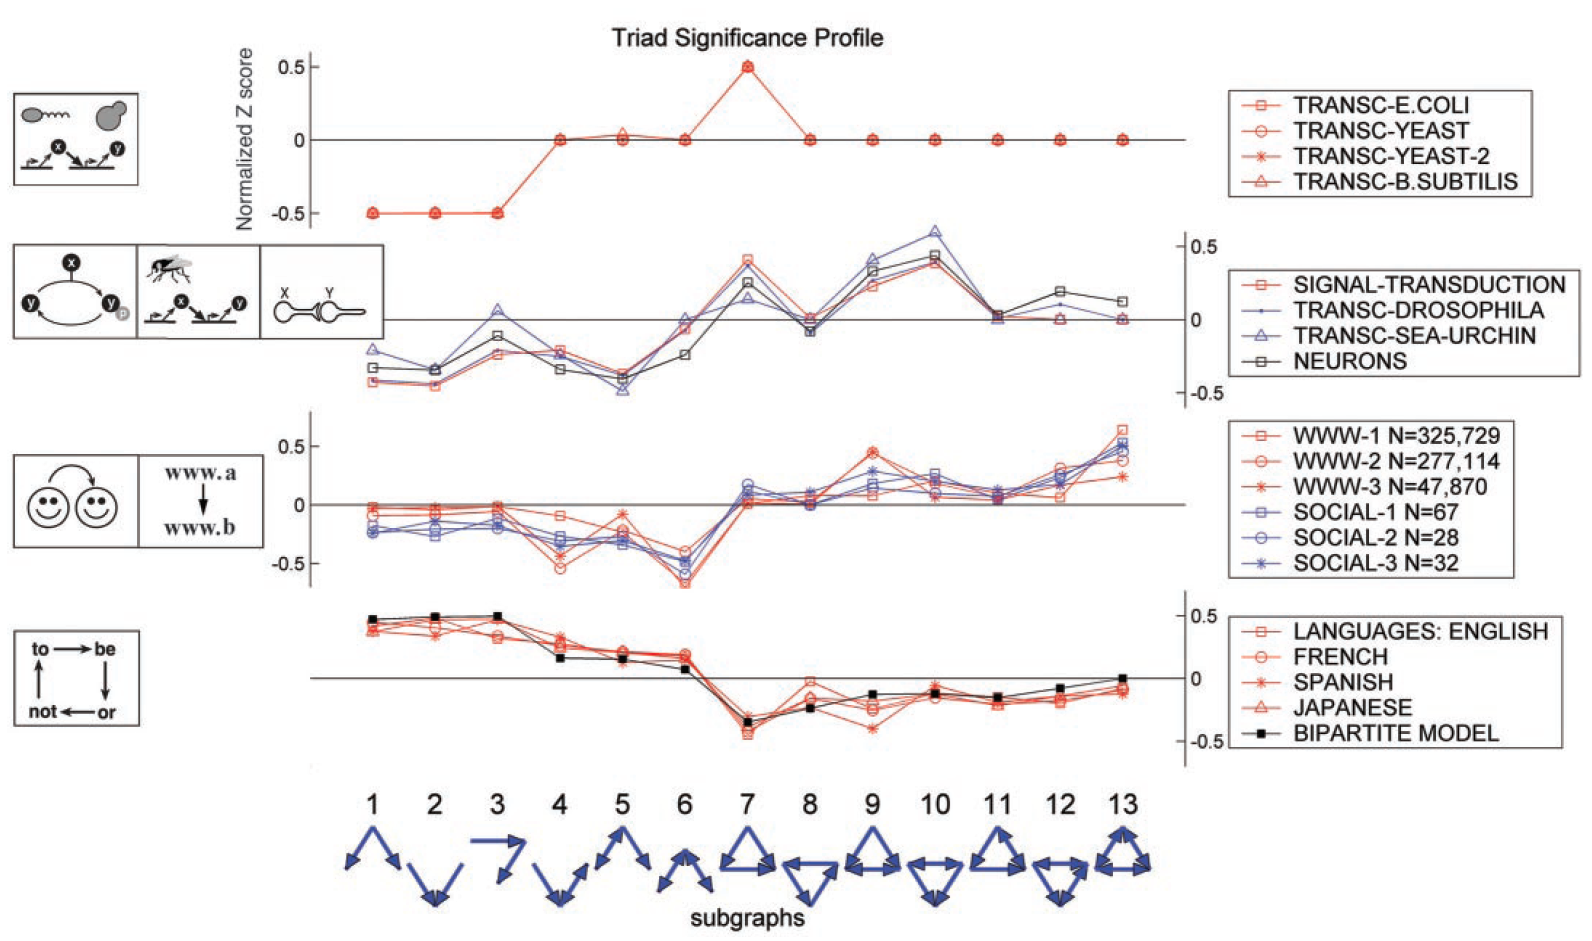 Triad Significance Profile
Normalized Z score
0.5
0
-0.5
x
y
TRANSC-E.COLI
TRANSC-YEAST
TRANSC-YEAST-2
TRANSC-B.SUBTILIS
x
y
y
p
x
y
X Y
0.5
0
-0.5
SIGNAL-TRANSDUCTION
TRANSC-DROSOPHILA
TRANSC-SEA-URCHIN
NEURONS
www.a
www.b
0.5
0
-0.5
WWW-1 N=325,729
WWW-2 N=277,114
WWW-3 N=47,870
SOCIAL-1 N=67
SOCIAL-2 N=28
SOCIAL-3 N=32
to be
not or
0.5
0
-0.5
LANGUAGES: ENGLISH
FRENCH
SPANISH
JAPANESE
BIPARTITE MODEL
1 2 3 4 5 6 7 8 9 10 11 12 13
subgraphs